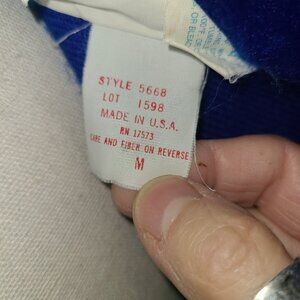 STYLE 5668
LOT 1598
MADE IN U.S.A.
RN 17573
CARE AND FIBER ON REVERSE
M